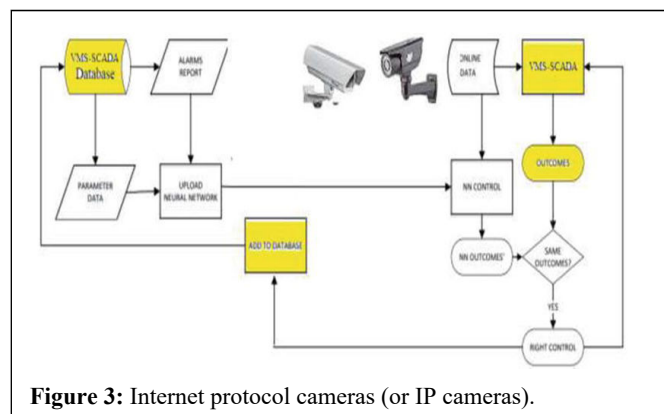 VMS-SCADA
Database
ALARMS
REPORT
ONLINE
DATA
VMS-SCADA
PARAMETER
DATA
UPLOAD
NEURAL NETWORK
NN CONTROL
OUTCOMES
ADD TO DATABASE
NN OUTCOMES'
SAME
OUTCOMES?
YES
RIGHT CONTROL
Figure 3: Internet protocol cameras (or IP cameras).